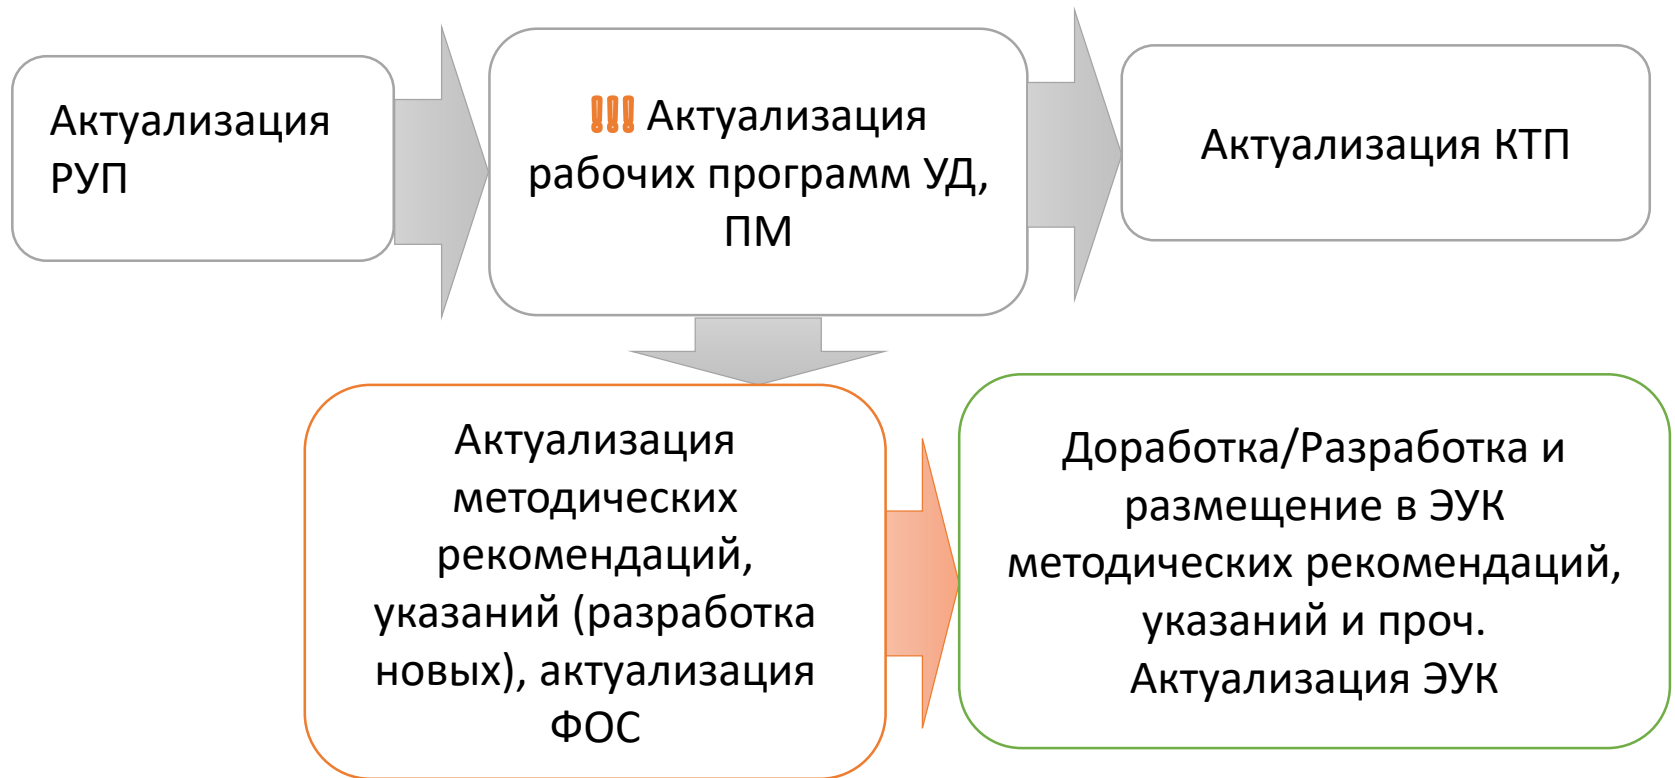 Актуализация
РУП
!!! Актуализация
рабочих программ УД,
ПМ
Актуализация КТП
Актуализация
методических
рекомендаций,
указаний (разработка
новых), актуализация
ФОС
Доработка/Разработка и
размещение в ЭУК
методических рекомендаций,
указаний и проч.
Актуализация ЭУК